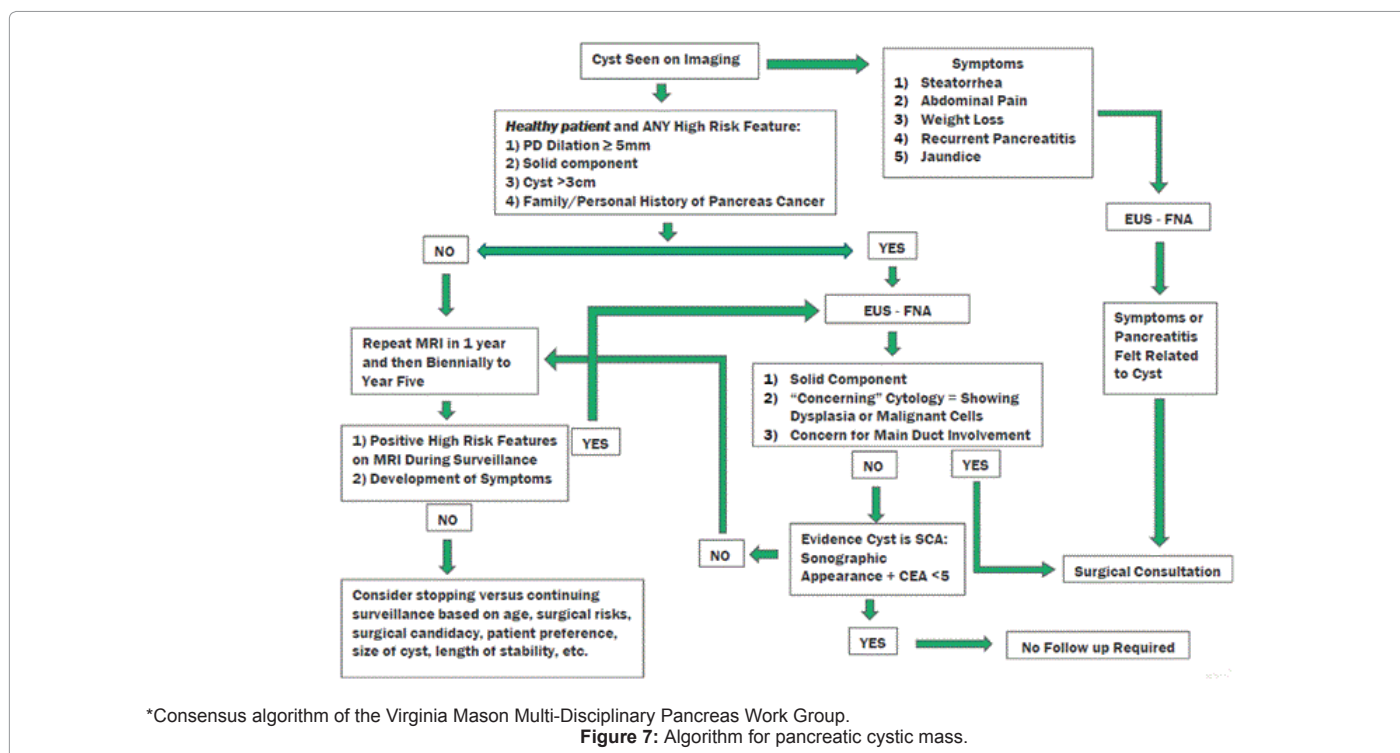 Cyst Seen on Imaging
Symptoms
1) Steatorrhea
2) Abdominal Pain
3) Weight Loss
4) Recurrent Pancreatitis
5) Jaundice
Healthy patient and ANY High Risk Feature:
1) PD Dilation ≥ 5mm
2) Solid component
3) Cyst >3cm
4) Family/Personal History of Pancreas Cancer
NO
YES
EUS - FNA
EUS - FNA
Repeat MRI in 1 year
and then Biennially to
Year Five
Symptoms or
Pancreatitis
Felt Related
to Cyst
1) Solid Component
2) “Concerning” Cytology = Showing
Dysplasia or Malignant Cells
3) Concern for Main Duct Involvement
1) Positive High Risk Features
on MRI During Surveillance
2) Development of Symptoms
YES
NO
YES
NO
NO
Evidence Cyst is SCA:
Sonographic
Appearance + CEA <5
Surgical Consultation
Consider stopping versus continuing
surveillance based on age, surgical risks,
surgical candidacy, patient preference,
size of cyst, length of stability, etc.
YES
No Follow up Required
*Consensus algorithm of the Virginia Mason Multi-Disciplinary Pancreas Work Group.
Figure 7: Algorithm for pancreatic cystic mass.